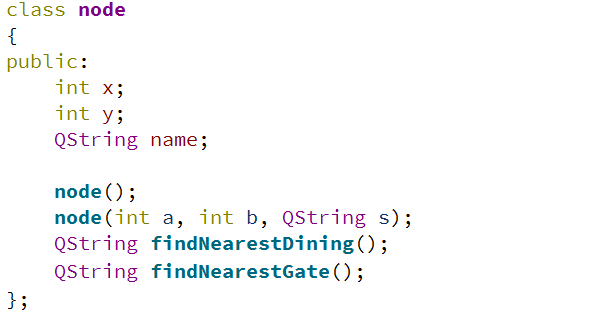 class node
{
public:
    int x;
    int y;
    QString name;

    node();
    node(int a, int b, QString s);
    QString findNearestDining();
    QString findNearestGate();
};